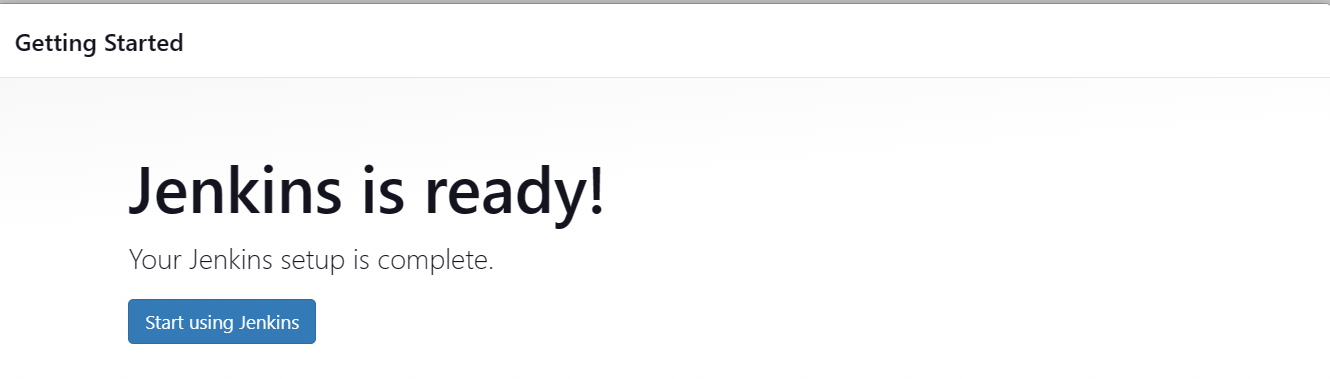 Getting Started
Jenkins is ready!
Your Jenkins setup is complete.
Start using Jenkins